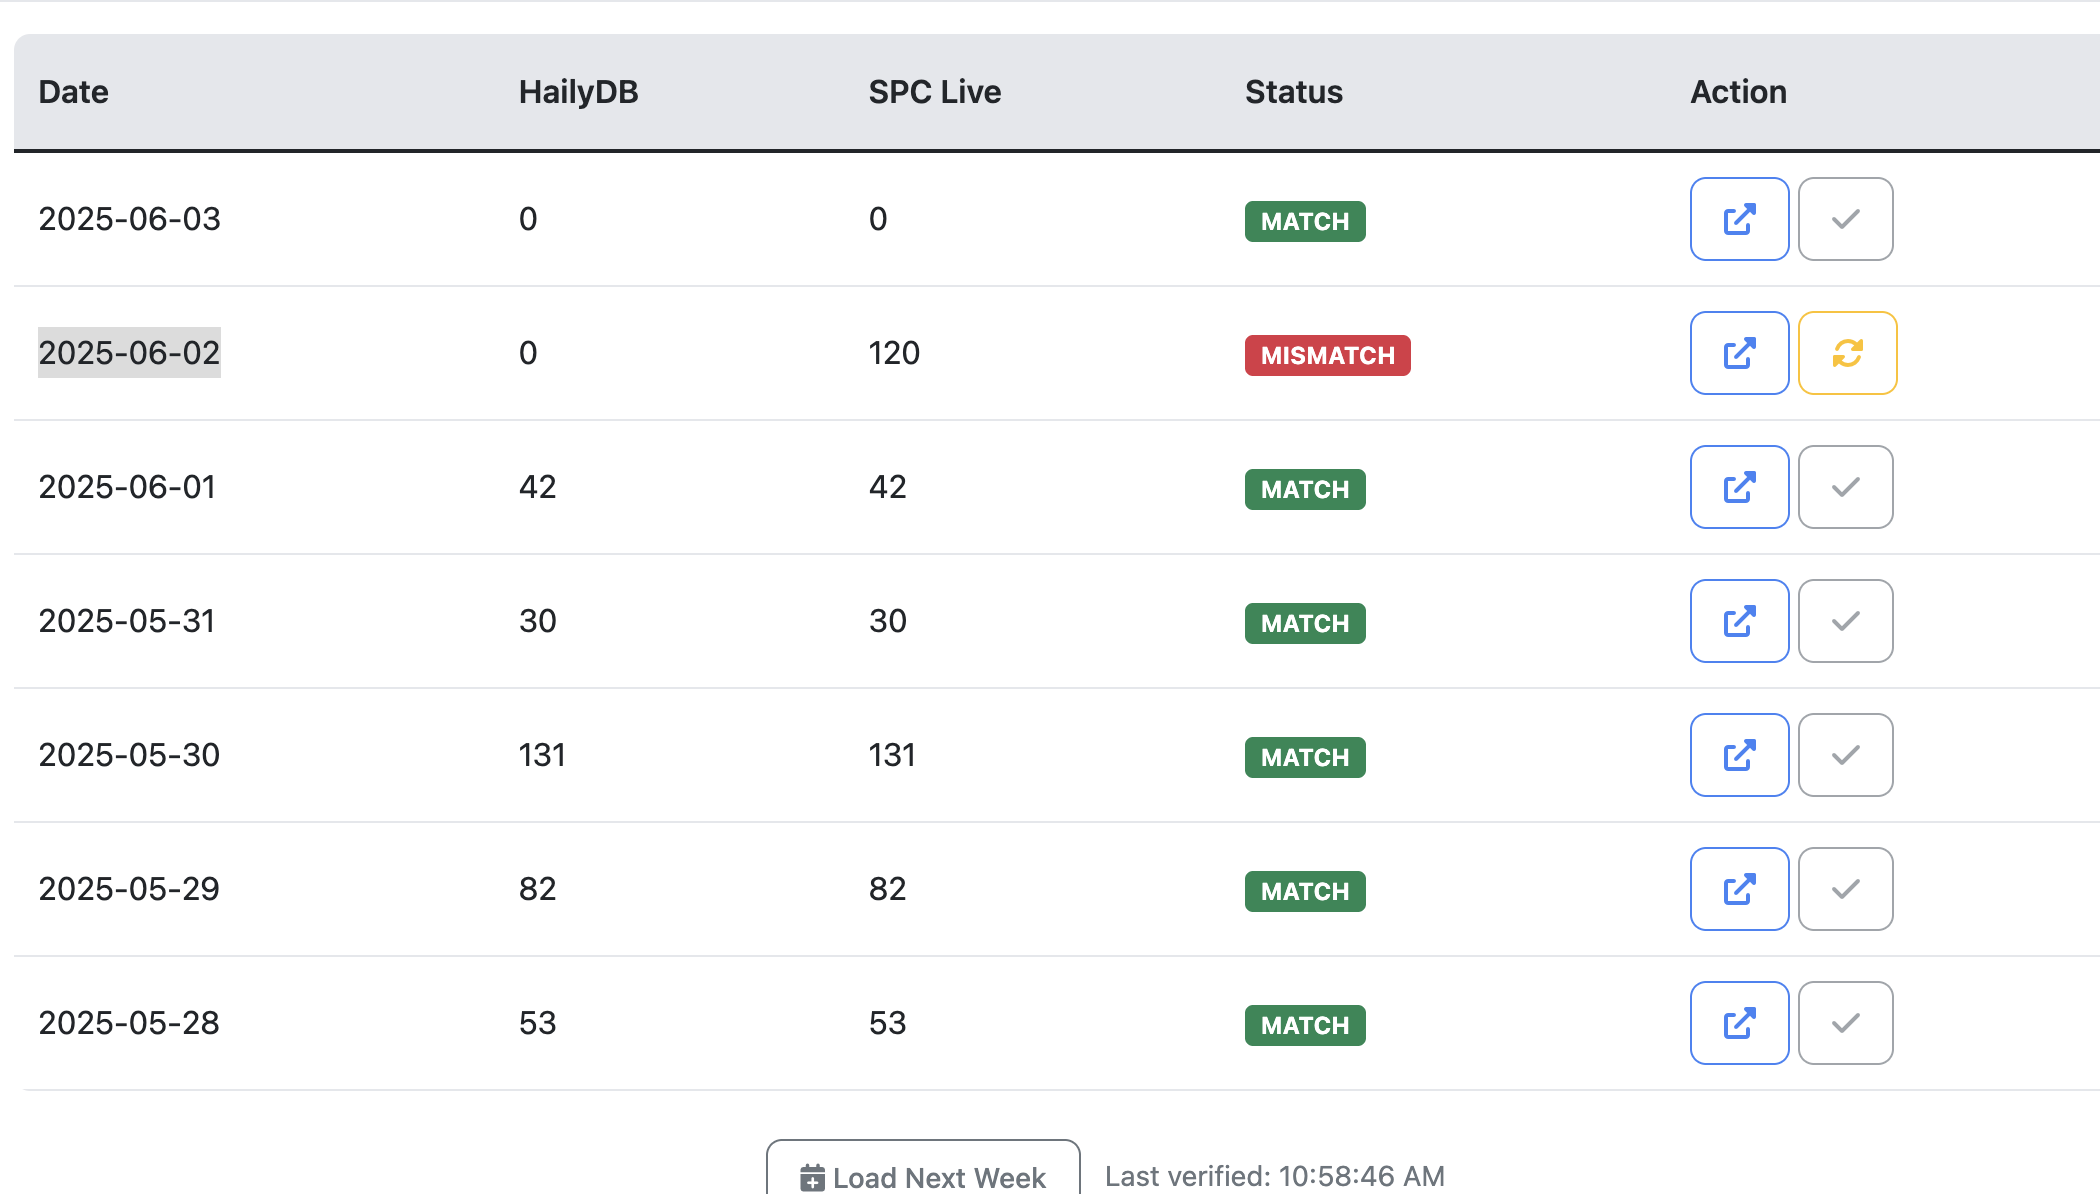 Date HailyDB SPC Live Status Action
2025-06-03 0 0 MATCH
2025-06-02 0 120 MISMATCH
2025-06-01 42 42 MATCH
2025-05-31 30 30 MATCH
2025-05-30 131 131 MATCH
2025-05-29 82 82 MATCH
2025-05-28 53 53 MATCH
Load Next Week Last verified: 10:58:46 AM